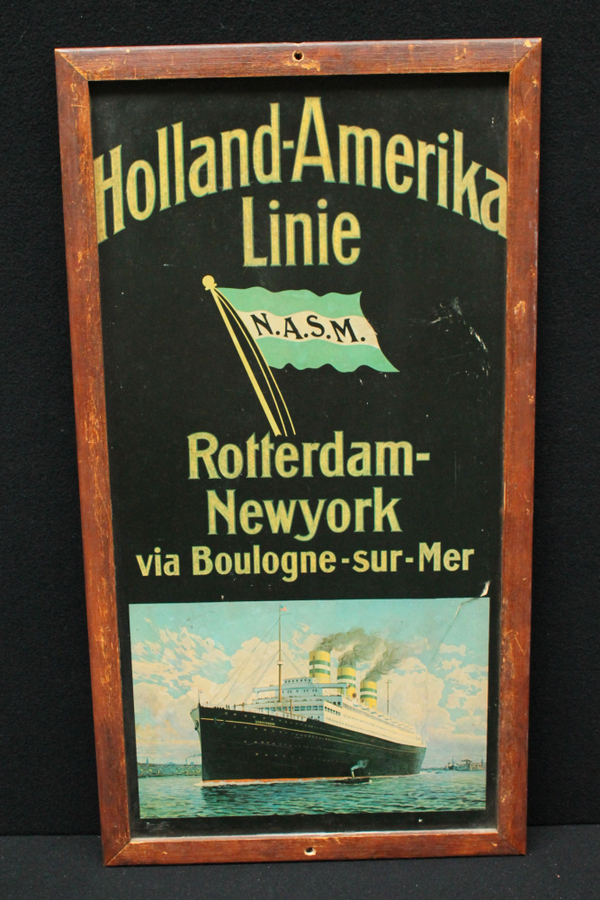 Holland-Amerika
Linie
N.A.S.M.
Rotterdam-
Newyork
via Boulogne-sur-Mer